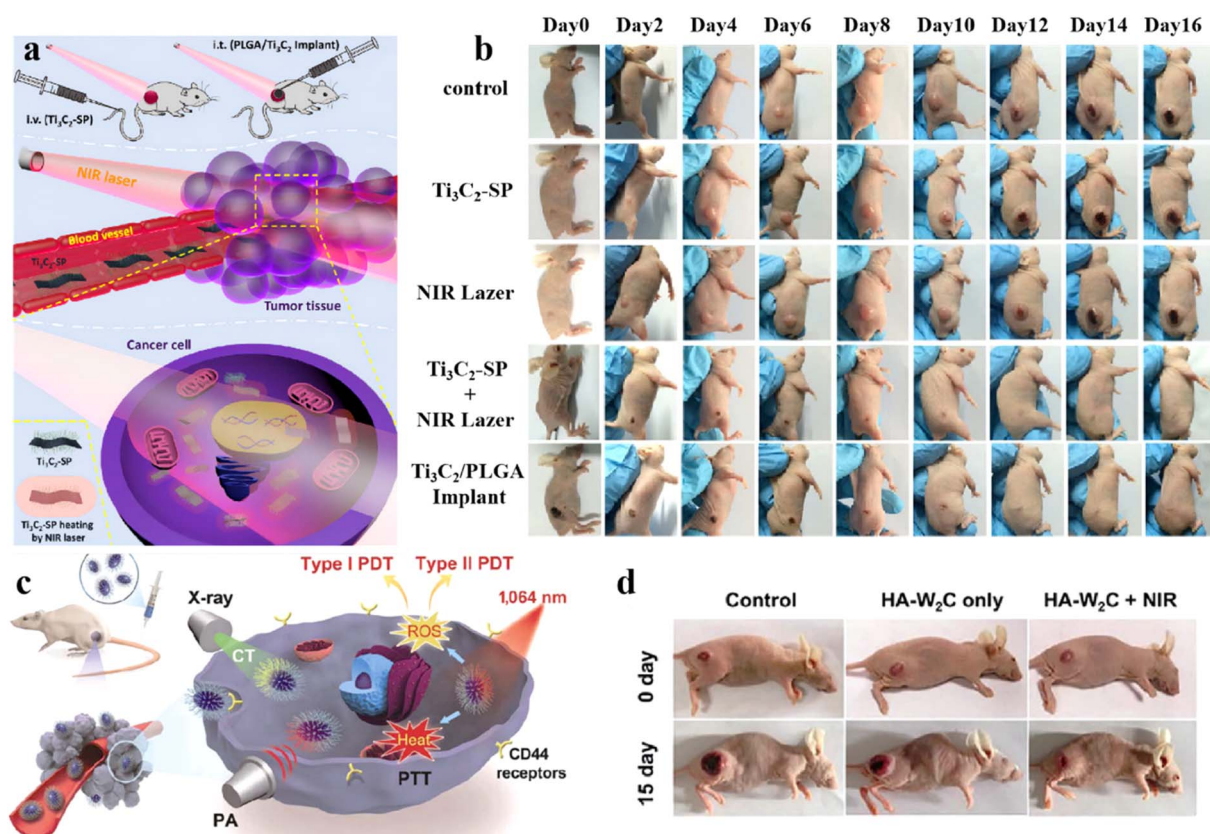 a
i.t. (PLGA/Ti₃C₂ Implant)
I.v. (Ti₃C₂-SP)
NIR laser
Blood vessel
Ti₃C₂-SP
Tumor tissue
Cancer cell
Ti₃C₂-SP
Ti₃C₂-SP heating
by NIR laser
b
Day0 Day2 Day4 Day6 Day8 Day10 Day12 Day14 Day16
control
Ti₃C₂-SP
NIR Lazer
Ti₃C₂-SP
+
NIR Lazer
Ti₃C₂/PLGA
Implant
c
Type I PDT Type II PDT
X-ray
1,064 nm
CT
ROS
Heat
PTT
PA
CD44
receptors
d
Control HA-W₂C only HA-W₂C + NIR
0 day
15 day